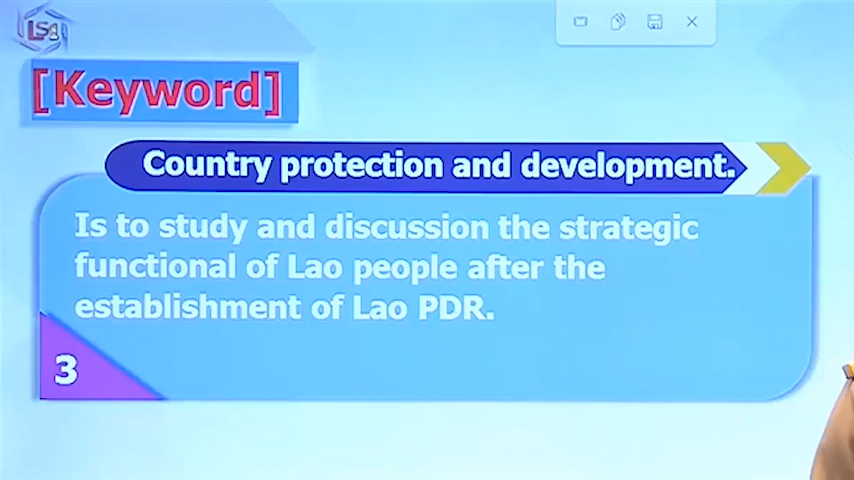 LS1
[Keyword]
Country protection and development.
Is to study and discussion the strategic
functional of Lao people after the
establishment of Lao PDR.
3